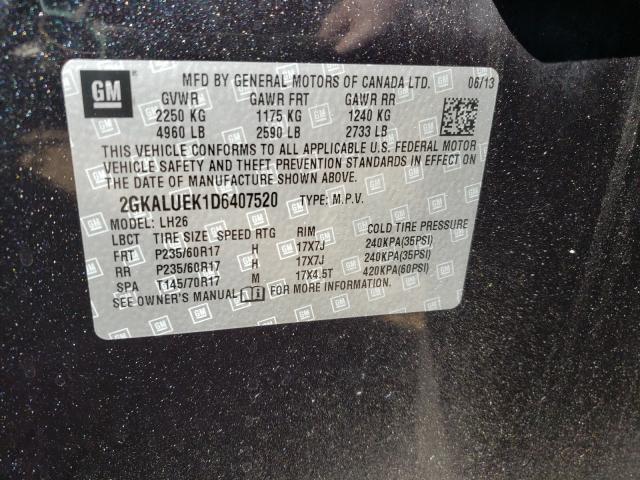 GM MFD BY GENERAL MOTORS OF CANADA LTD. 06/13
GVWR GAWR FRT GAWR RR
2250 KG 1175 KG 1240 KG
4960 LB 2590 LB 2733 LB
THIS VEHICLE CONFORMS TO ALL APPLICABLE U.S. FEDERAL MOTOR
VEHICLE SAFETY AND THEFT PREVENTION STANDARDS IN EFFECT ON
THE DATE OF MANUFACTURE SHOWN ABOVE.
2GKALUEK1D6407520 TYPE: M.P.V.
MODEL: LH26
LBCT TIRE SIZE SPEED RTG RIM COLD TIRE PRESSURE
FRT P235/60R17 H 17X7J 240KPA(35PSI)
RR P235/60R17 H 17X7J 240KPA(35PSI)
SPA T145/70R17 M 17X4.5T 420KPA(60PSI)
SEE OWNER'S MANUAL FOR MORE INFORMATION.